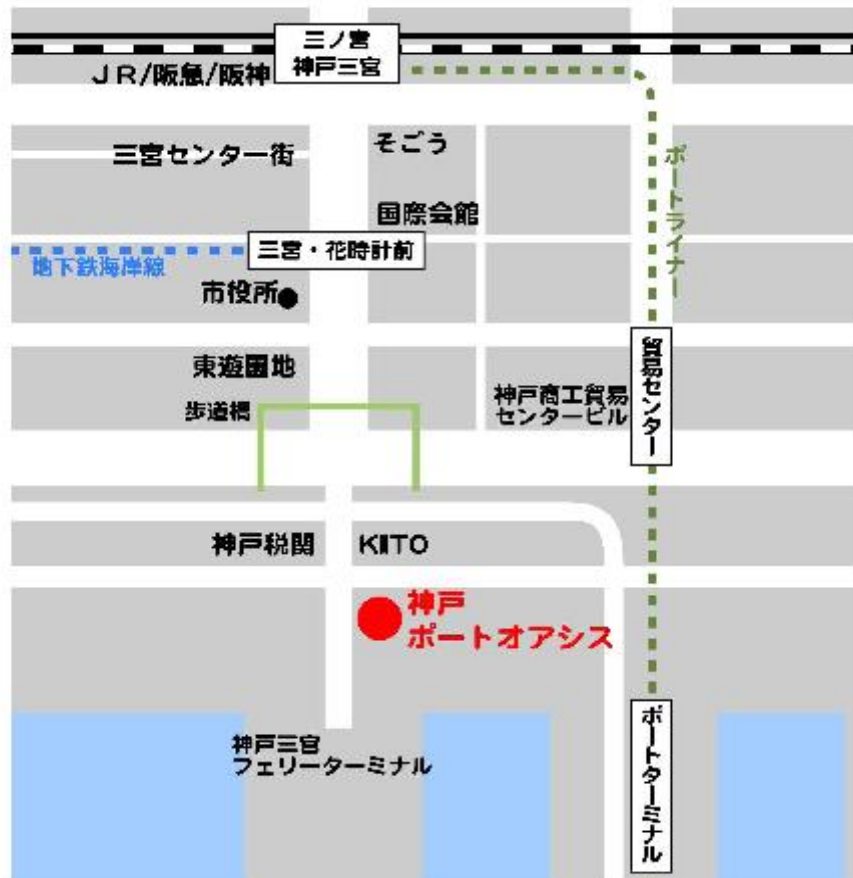 三ノ宮
神戸三宮
JR/阪急/阪神
三宮センター街
そごう
国際会館
ポートライナー
三宮・花時計前
地下鉄海岸線
市役所
東遊園地
歩道橋
神戸商工貿易
センタービル
貿易センター
神戸税関
KIITO
神戸
ポートオアシス
神戸三宮
フェリーターミナル
ポートターミナル